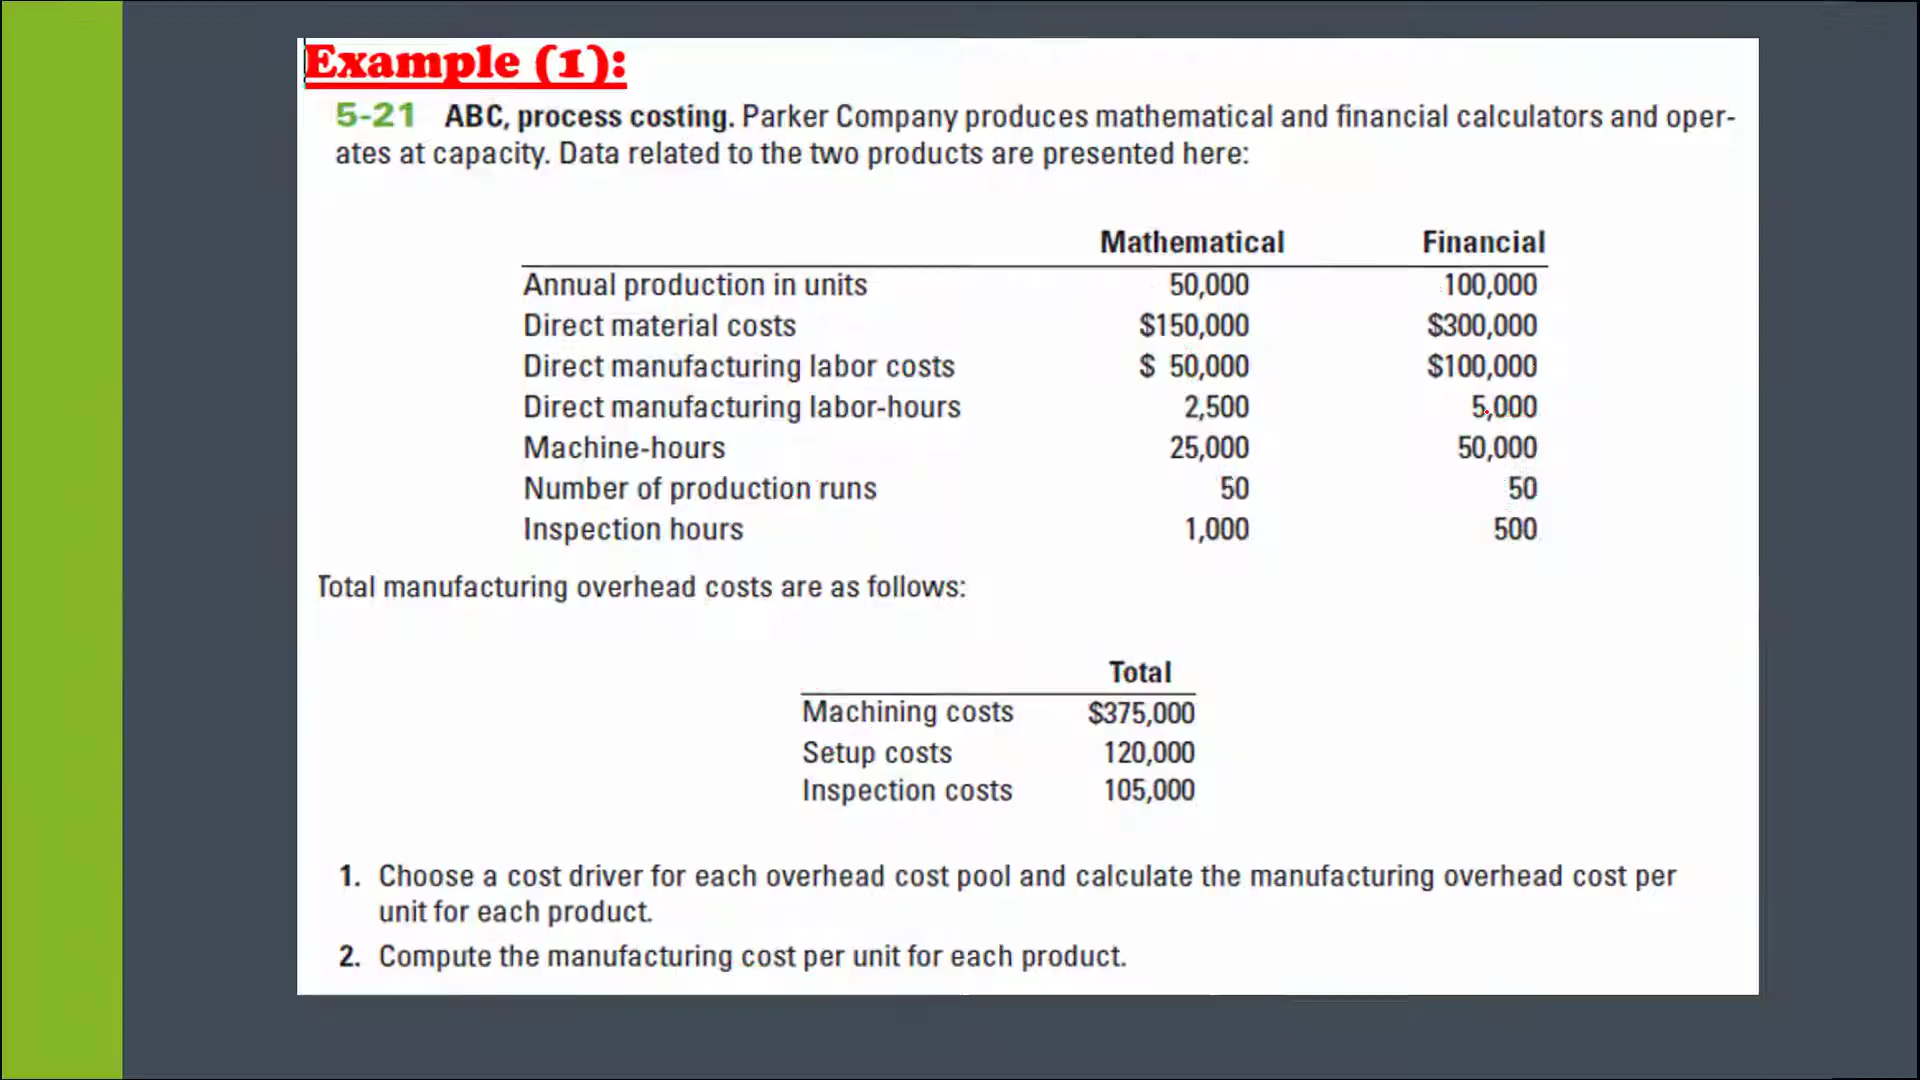 Example (1):
5-21 ABC, process costing. Parker Company produces mathematical and financial calculators and oper-
ates at capacity. Data related to the two products are presented here:
Mathematical Financial
Annual production in units 50,000 100,000
Direct material costs $150,000 $300,000
Direct manufacturing labor costs $ 50,000 $100,000
Direct manufacturing labor-hours 2,500 5,000
Machine-hours 25,000 50,000
Number of production runs 50 50
Inspection hours 1,000 500
Total manufacturing overhead costs are as follows:
Total
Machining costs $375,000
Setup costs 120,000
Inspection costs 105,000
1. Choose a cost driver for each overhead cost pool and calculate the manufacturing overhead cost per
unit for each product.
2. Compute the manufacturing cost per unit for each product.